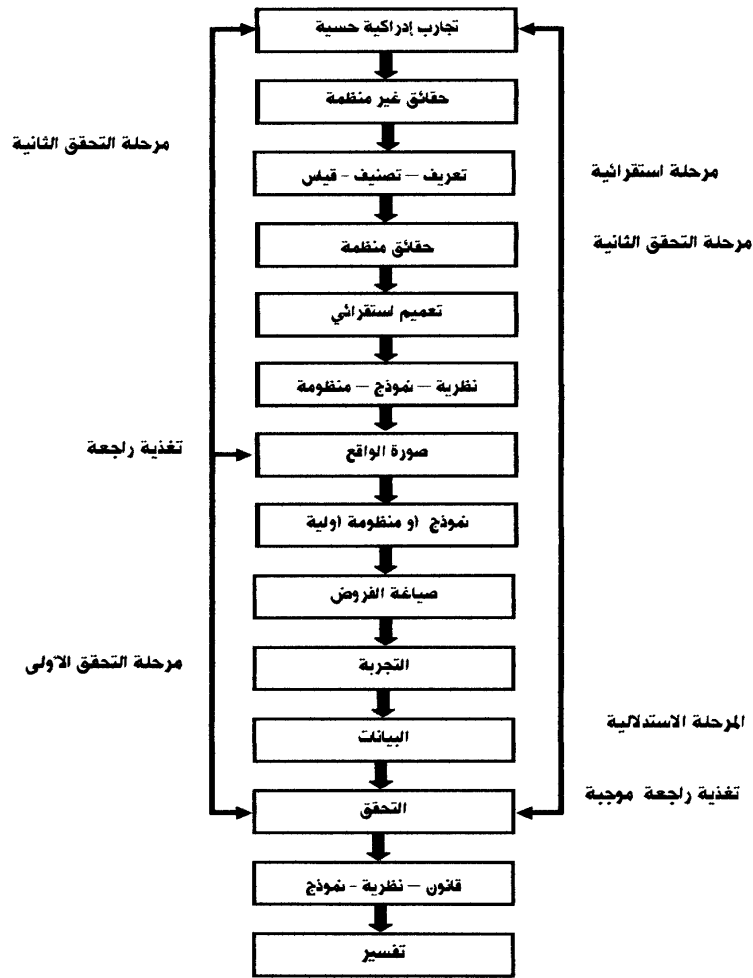 تجارب إدراكية حسية
حقائق غير منظمة
مرحلة التحقق الثانية
تعريف – تصنيف - قياس
مرحلة استقرائية
حقائق منظمة
مرحلة التحقق الثانية
تعميم استقرائي
نظرية – نموذج – منظومة
صورة الواقع
تغذية راجعة
نموذج أو منظومة أولية
صياغة الفروض
التجربة
مرحلة التحقق الأولى
البيانات
المرحلة الاستدلالية
التحقق
تغذية راجعة موجبة
قانون – نظرية - نموذج
تفسير